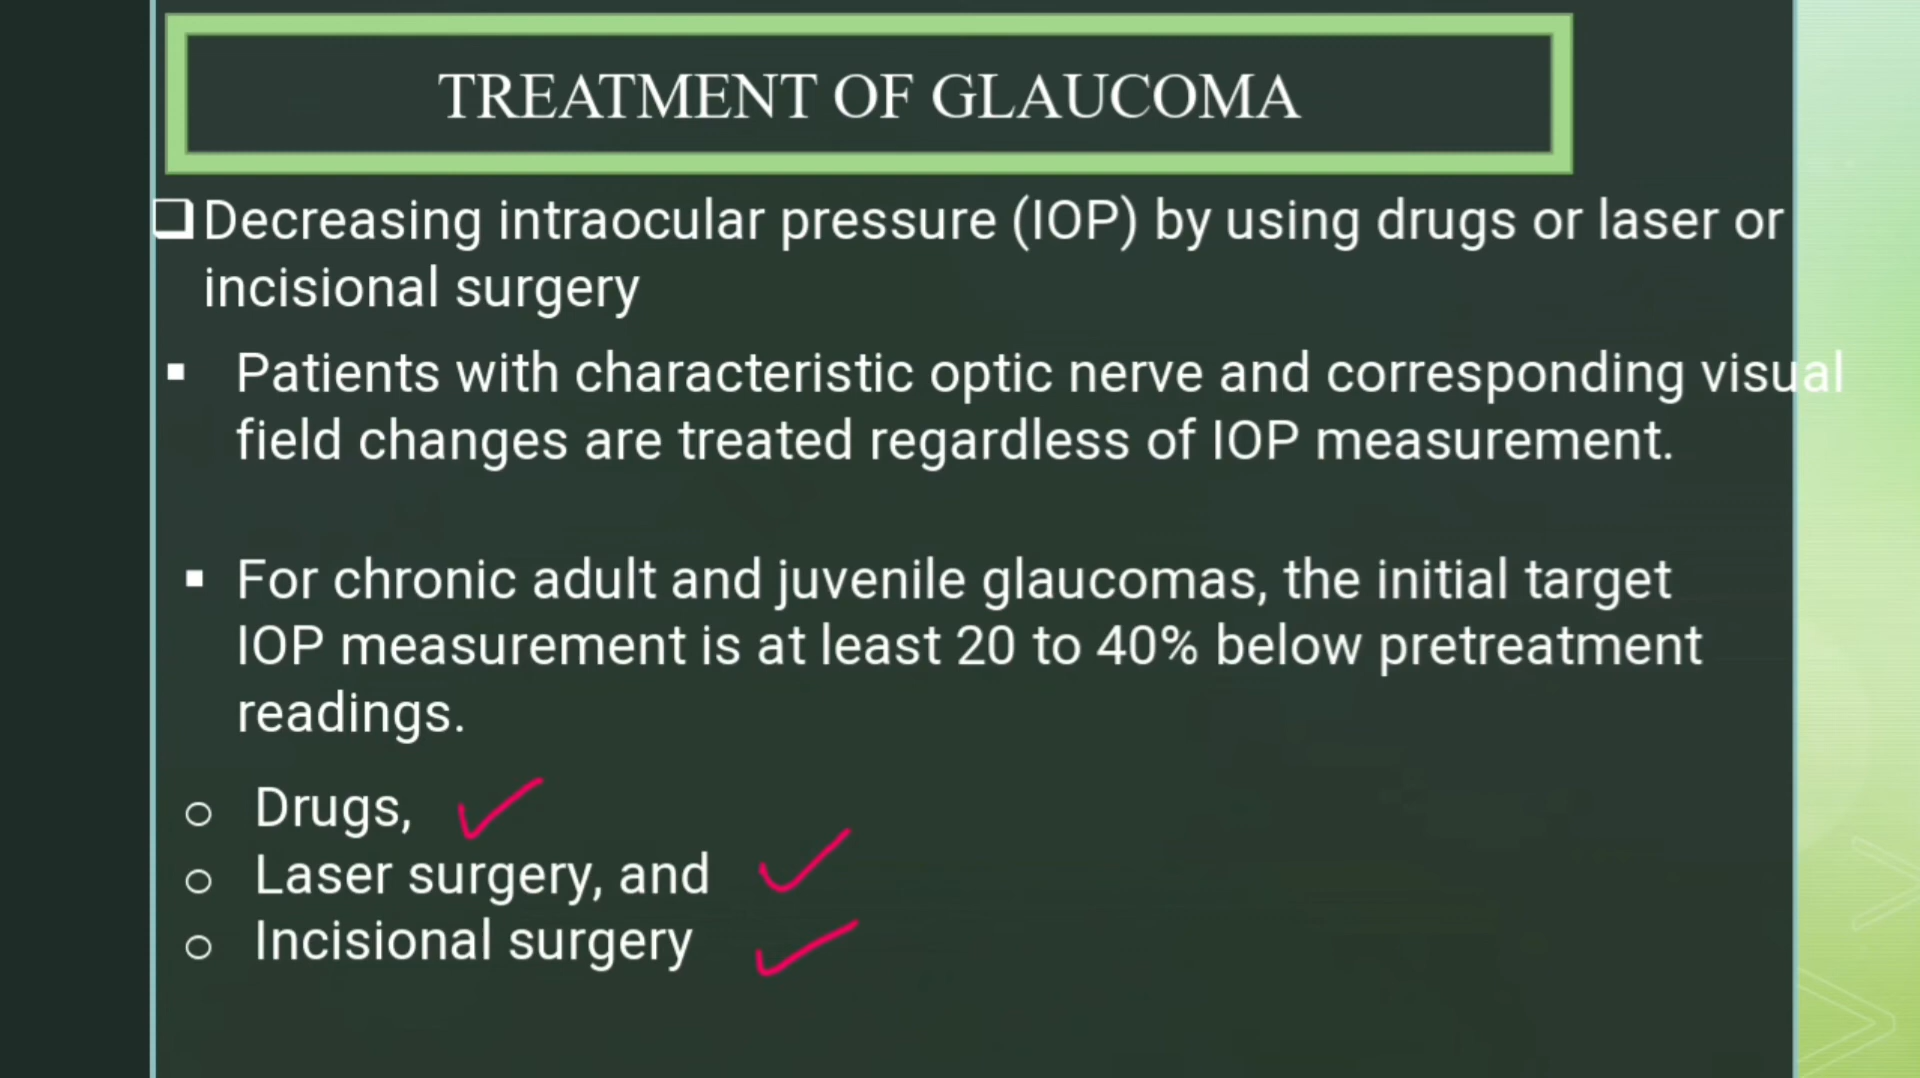 TREATMENT OF GLAUCOMA
Decreasing intraocular pressure (IOP) by using drugs or laser or
incisional surgery
Patients with characteristic optic nerve and corresponding visual
field changes are treated regardless of IOP measurement.
For chronic adult and juvenile glaucomas, the initial target
IOP measurement is at least 20 to 40% below pretreatment
readings.
Drugs,
Laser surgery, and
Incisional surgery